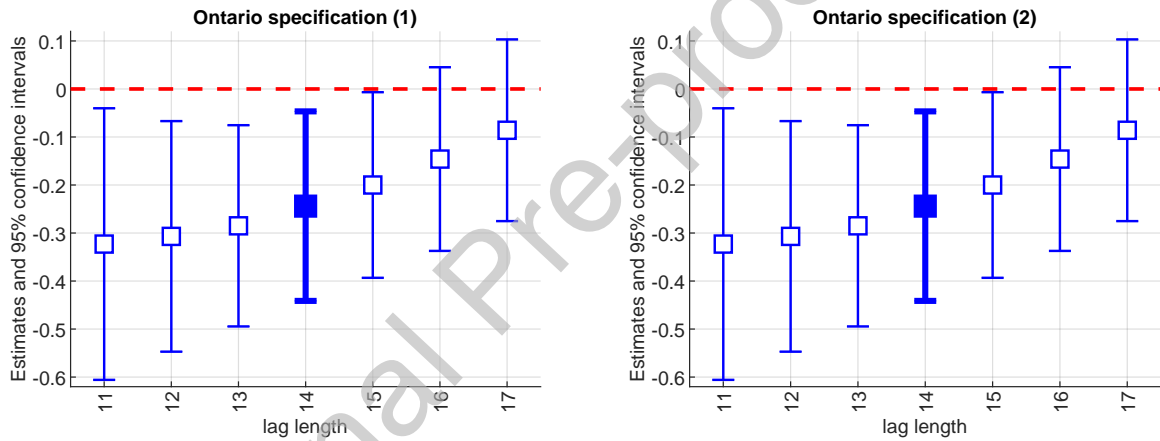 Ontario specification (1)
Estimates and 95% confidence intervals
0.1
0
-0.1
-0.2
-0.3
-0.4
-0.5
-0.6
11 12 13 14 15 16 17
lag length
Ontario specification (2)
Estimates and 95% confidence intervals
0.1
0
-0.1
-0.2
-0.3
-0.4
-0.5
-0.6
11 12 13 14 15 16 17
lag length
nal Pre-proo